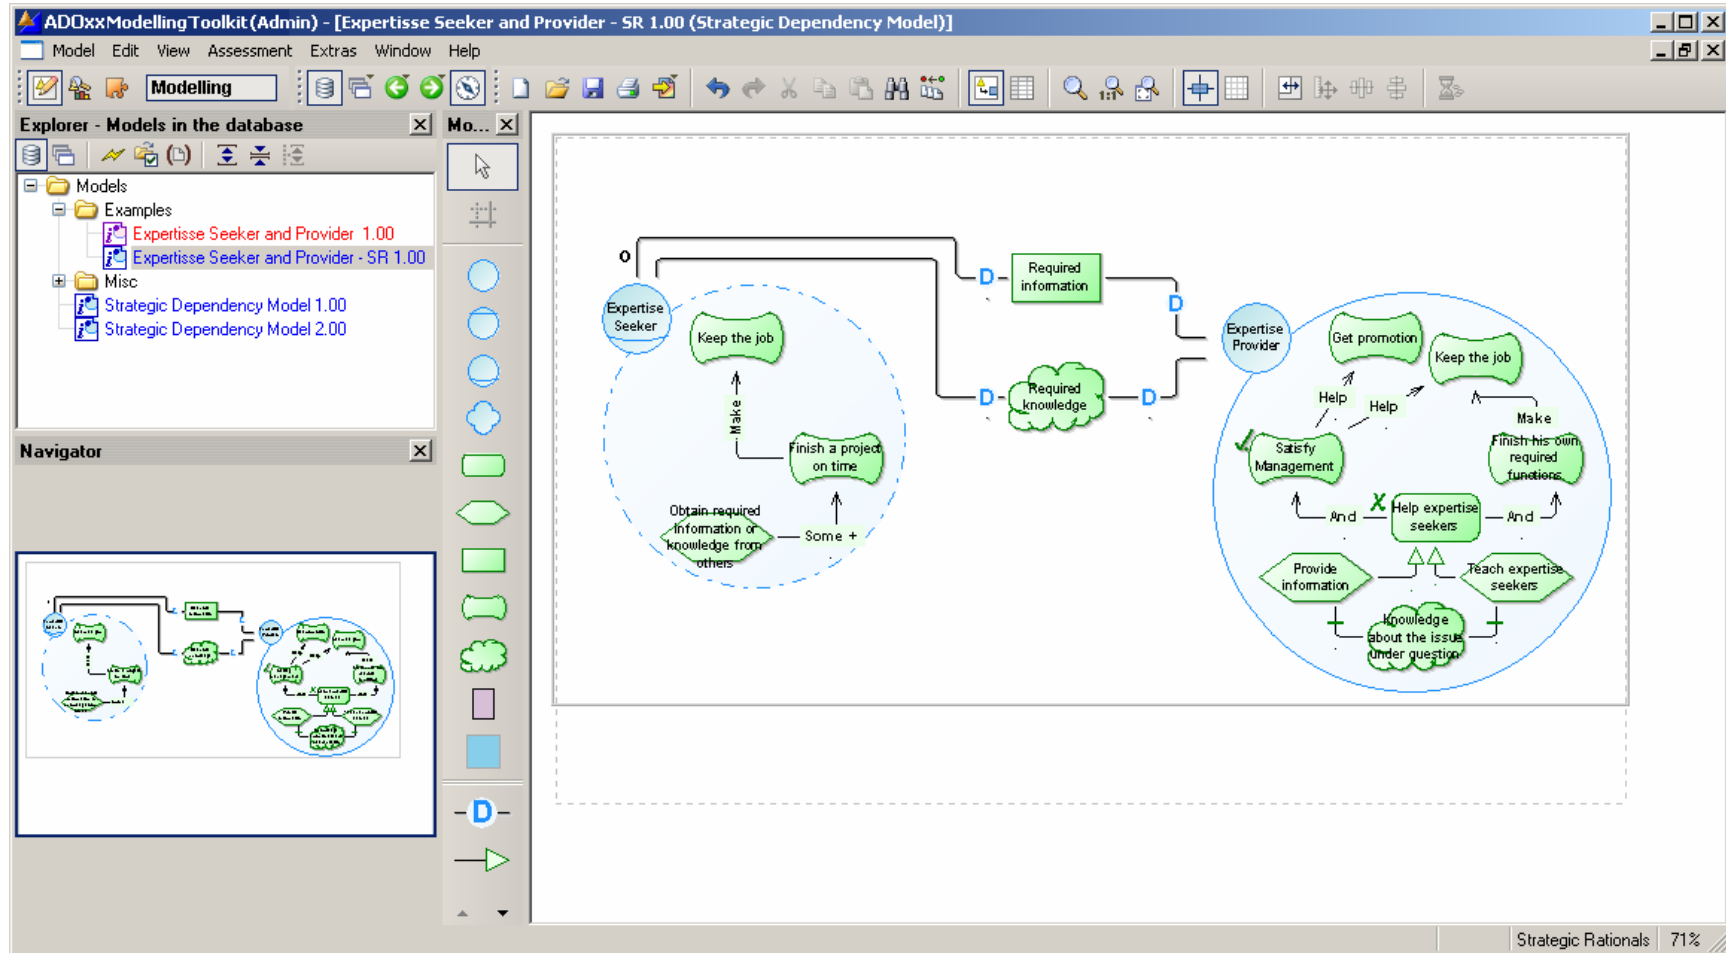 ADOxxModellingToolkit (Admin) - [Expertisse Seeker and Provider - SR 1.00 (Strategic Dependency Model)]
Model Edit View Assessment Extras Window Help
Modelling
Explorer - Models in the database
Mo...
Models
Examples
Expertisse Seeker and Provider 1.00
Expertisse Seeker and Provider - SR 1.00
Misc
Strategic Dependency Model 1.00
Strategic Dependency Model 2.00
Navigator
D
O
Expertise
Seeker
Keep the job
Make
Finish a project
on time
Obtain required
Information or
knowledge from
others
Some +
D
Required
information
D
D
Required
knowledge
D
Expertise
Provider
Get promotion
Keep the job
Help
Help
Make
Satisfy
Management
Finish his own
required
functions
And
X
Help expertise
seekers
And
Provide
information
Teach expertise
seekers
Knowledge
about the issue
under question
Strategic Rationals 71%